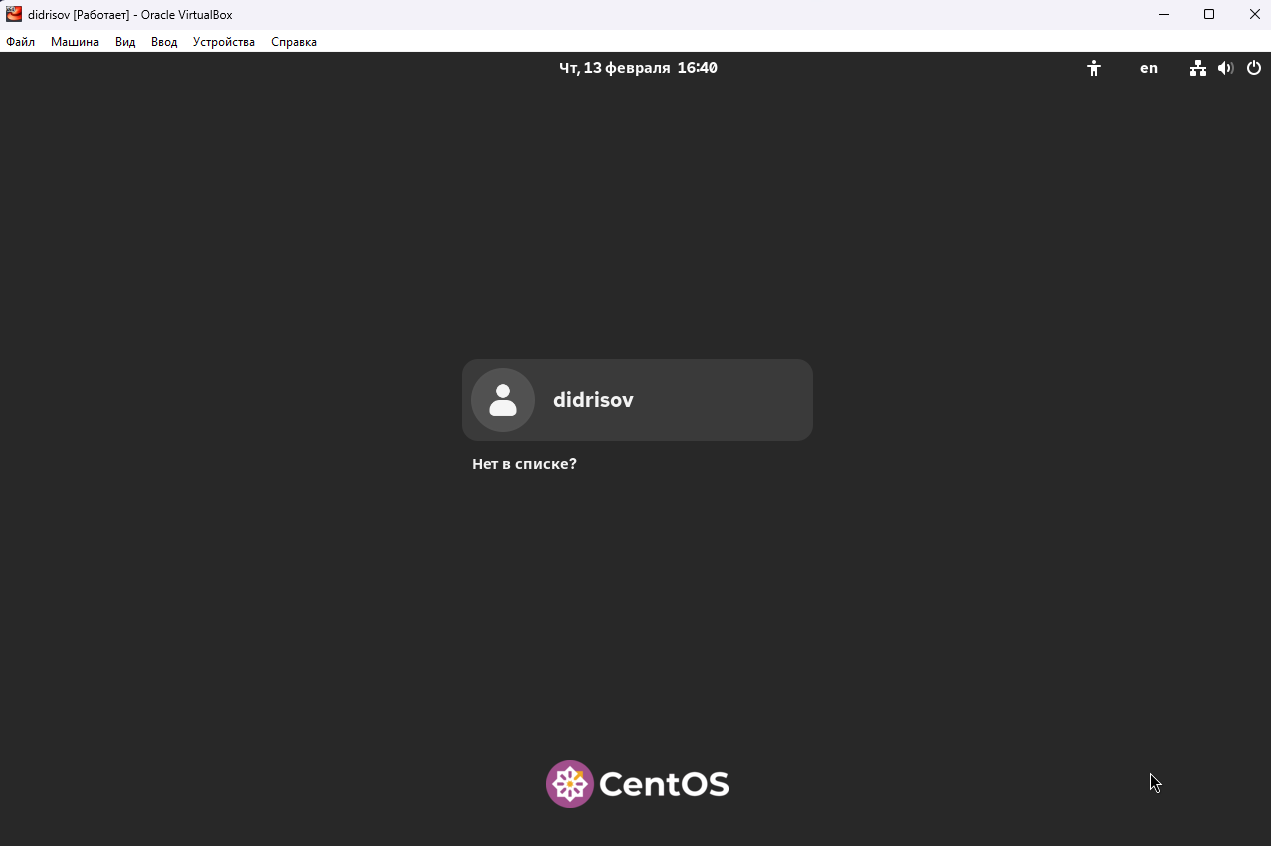 didrisov [Работает] - Oracle VirtualBox
Файл Машина Вид Ввод Устройства Справка
Чт, 13 февраля 16:40
en
didrisov
Нет в списке?
CentOS